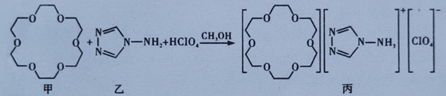 O O O O O O + N N N-NH₂ + HClO₄ CH₃OH → [ O O O O O O ] [ N N N-NH₃ ]⁺ [ ClO₄ ]⁻
甲 乙 丙